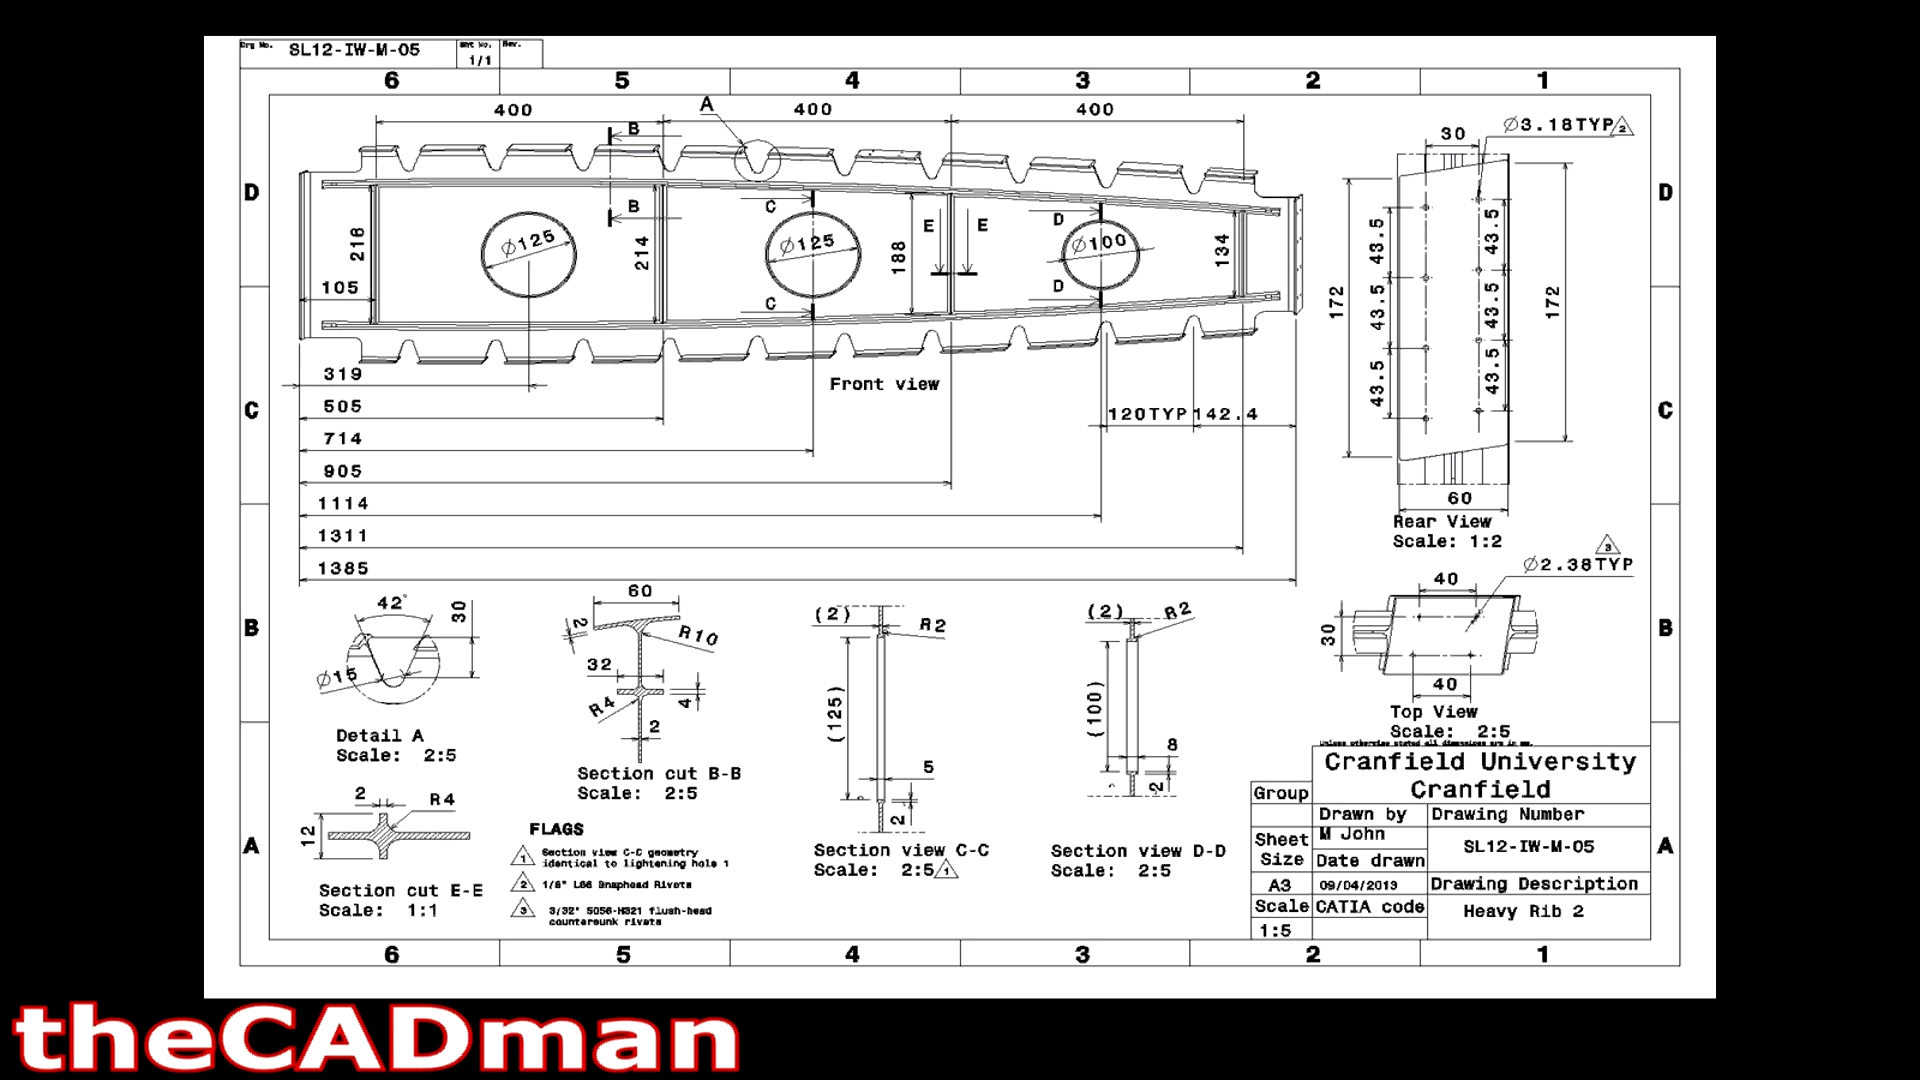 Drg No. SL12-IW-M-05
Sht No. 1/1
Rev.
6 5 4 3 2 1
400 400 400
A
B
B
D
D
Ø3.18TYP 2
30
C
C
E E
D
D
216
Ø125
214
Ø125
188
Ø100
134
105
43.5
43.5
43.5
43.5
43.5
43.5
172
172
319
Front view
505
120TYP 142.4
C
C
714
905
1114
1311
1385
60
Rear View
Scale: 1:2
3
Ø2.38TYP
40
30
40
Top View
Scale: 2:5
B
B
42°
30
Ø15
Detail A
Scale: 2:5
60
2
R10
32
R4
4
2
Section cut B-B
Scale: 2:5
(2)
R2
(125)
5
2
Section view C-C
Scale: 2:5 1
(2)
R2
(100)
8
2
Section view D-D
Scale: 2:5
2
R4
12
Section cut E-E
Scale: 1:1
FLAGS
1 Section view C-C geometry
identical to lightening hole 1
2 1/8" L86 Snaphead Rivets
3 3/32" 5056-H321 flush-head
countersunk rivets
Unless otherwise stated all dimensions are in mm.
Cranfield University
Cranfield
Group
Drawn by
M John
Drawing Number
SL12-IW-M-05
Sheet
Size
A3
Date drawn
09/04/2013
Drawing Description
Heavy Rib 2
Scale
1:5
CATIA code
A
A
6 5 4 3 2 1
theCADman